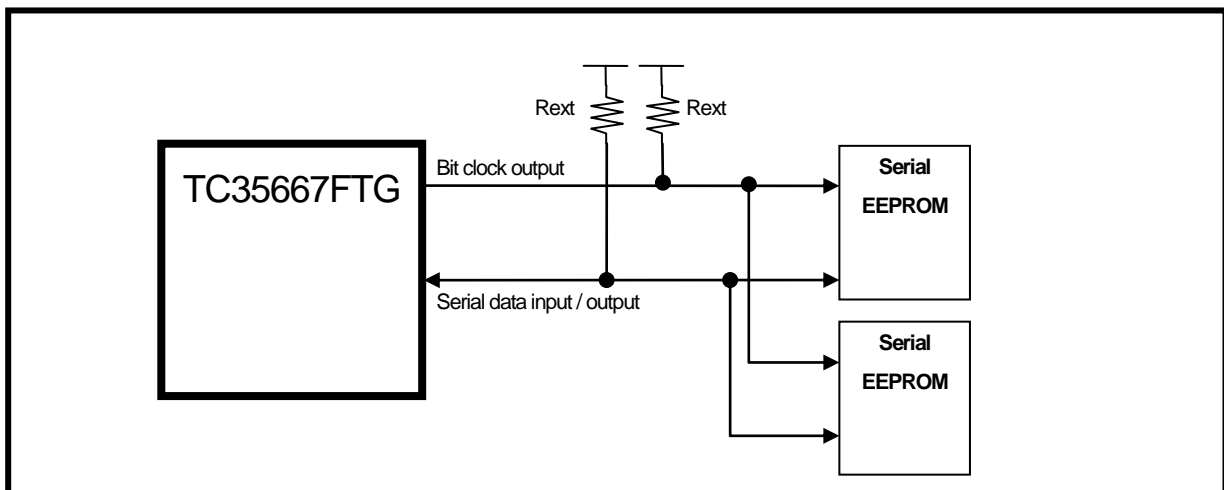 Rext
Rext
TC35667FTG
Bit clock output
Serial
EEPROM
Serial data input / output
Serial
EEPROM